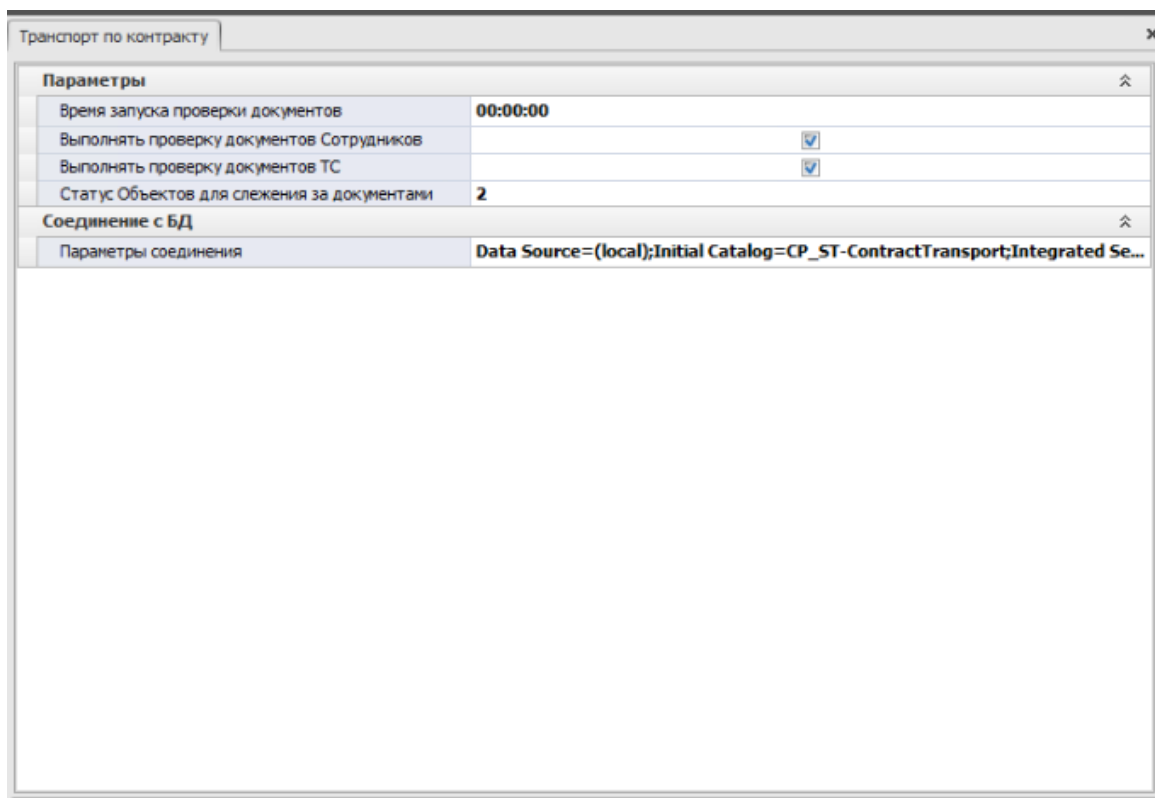 Транспорт по контракту
Параметры
Время запуска проверки документов 00:00:00
Выполнять проверку документов Сотрудников
Выполнять проверку документов ТС
Статус Объектов для слежения за документами 2
Соединение с БД
Параметры соединения Data Source=(local);Initial Catalog=CP_ST-ContractTransport;Integrated Se...